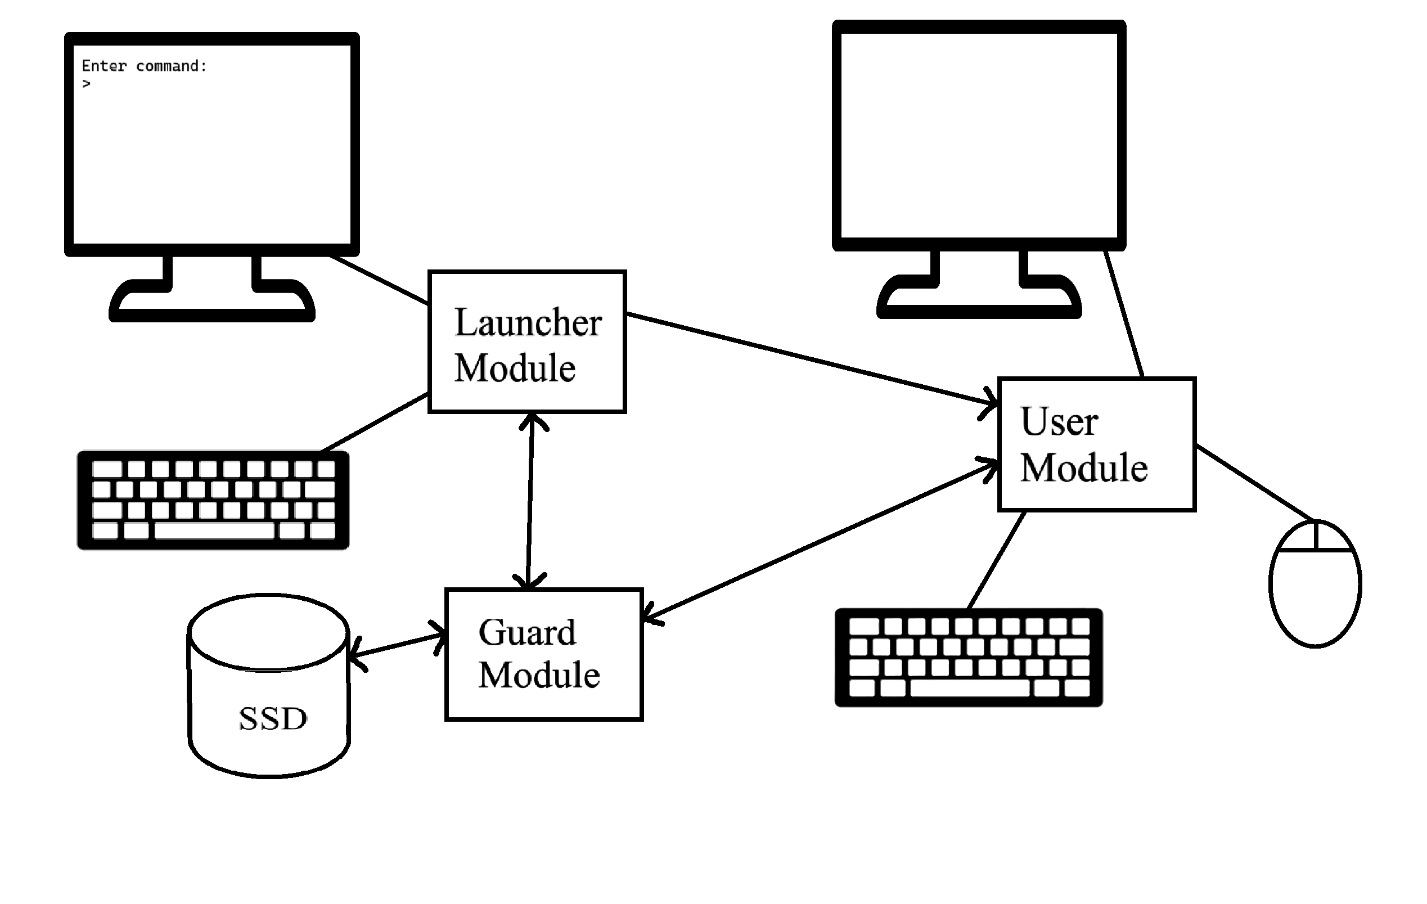 Enter command:
>
Launcher
Module
User
Module
Guard
Module
SSD